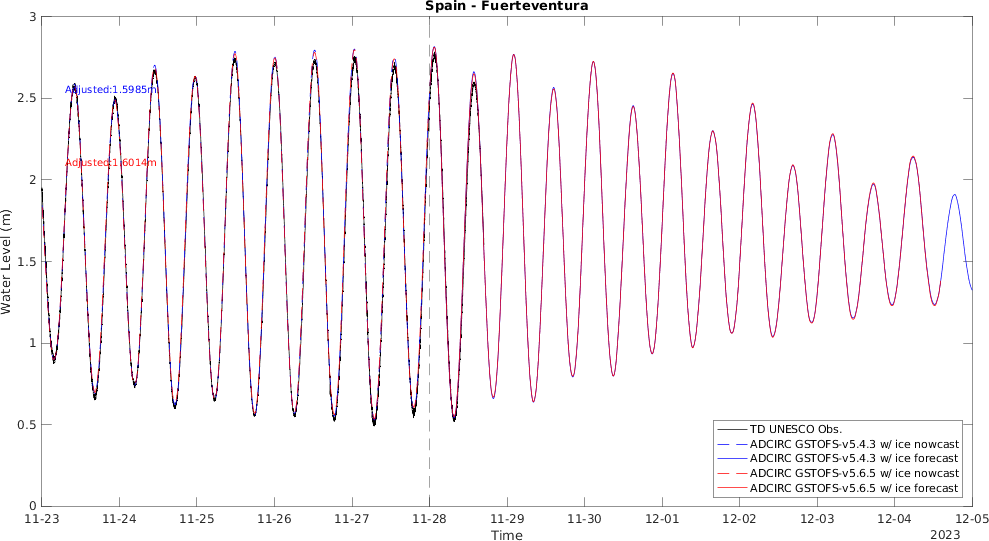 Spain - Fuerteventura
3
2.5
2
1.5
1
0.5
0
Water Level (m)
Adjusted:1.5985m
Adjusted:1.6014m
TD UNESCO Obs.
ADCIRC GSTOFS-v5.4.3 w/ ice nowcast
ADCIRC GSTOFS-v5.4.3 w/ ice forecast
ADCIRC GSTOFS-v5.6.5 w/ ice nowcast
ADCIRC GSTOFS-v5.6.5 w/ ice forecast
11-23 11-24 11-25 11-26 11-27 11-28 11-29 11-30 12-01 12-02 12-03 12-04 12-05
Time
2023